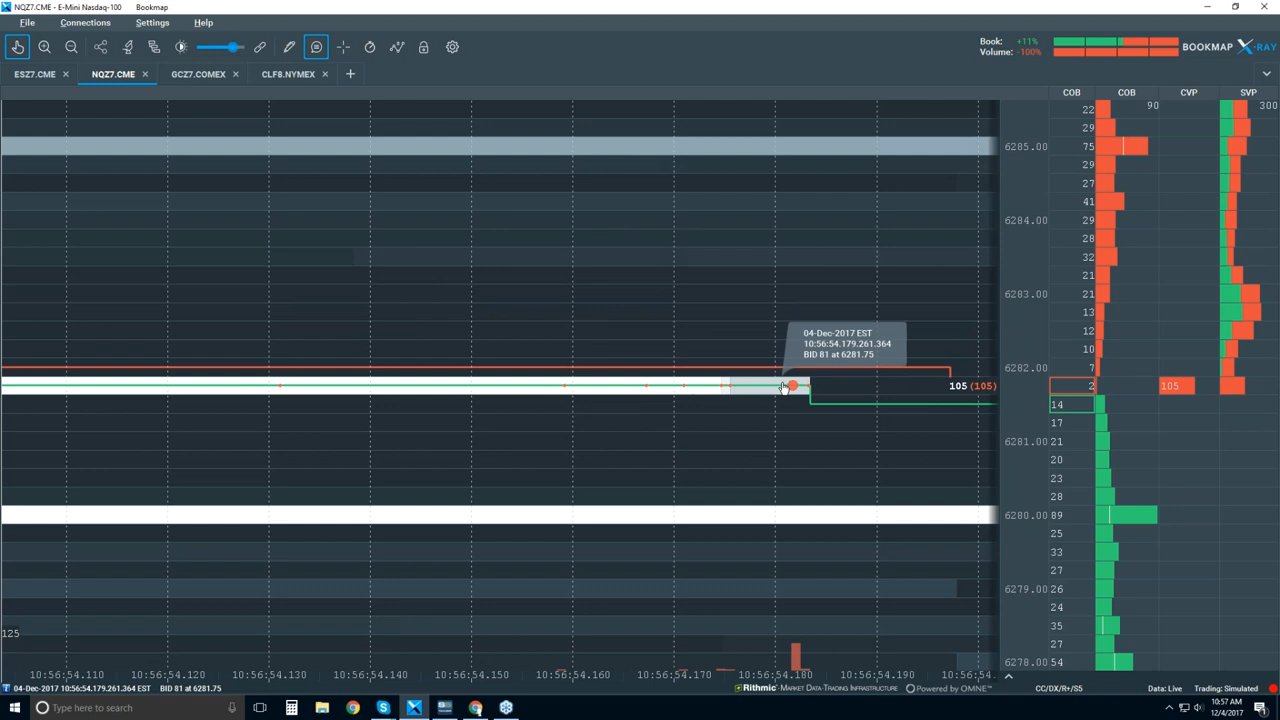 NQZ7.CME - E-Mini Nasdaq-100 Bookmap
File Connections Settings Help
Book: +11%
Volume: -100%
BOOKMAP X-RAY
ESZ7.CME × NQZ7.CME × GCZ7.COMEX × CLF8.NYMEX × +
COB COB CVP SVP
22 90 300
29
6285.00 75
29
27
41
6284.00 29
28
32
21
6283.00 21
13
12
10
6282.00 7
04-Dec-2017 EST
10:56:54.179.261.364
BID 81 at 6281.75
105 (105) 2 105
14
17
6281.00 21
20
23
28
6280.00 89
25
33
27
6279.00 26
24
35
125
27
6278.00 54
10:56:54.110 10:56:54.120 10:56:54.130 10:56:54.140 10:56:54.150 10:56:54.160 10:56:54.170 10:56:54.180 10:56:54.190 10:56:54.
04-Dec-2017 10:56:54.179.261.364 EST BID 81 at 6281.75
Rithmic - MARKET DATA-TRADING INFRASTRUCTURE Powered by OMNE™ CC/DX/R+/S5 Data: Live Trading: Simulated
Type here to search
10:57 AM
12/4/2017
1